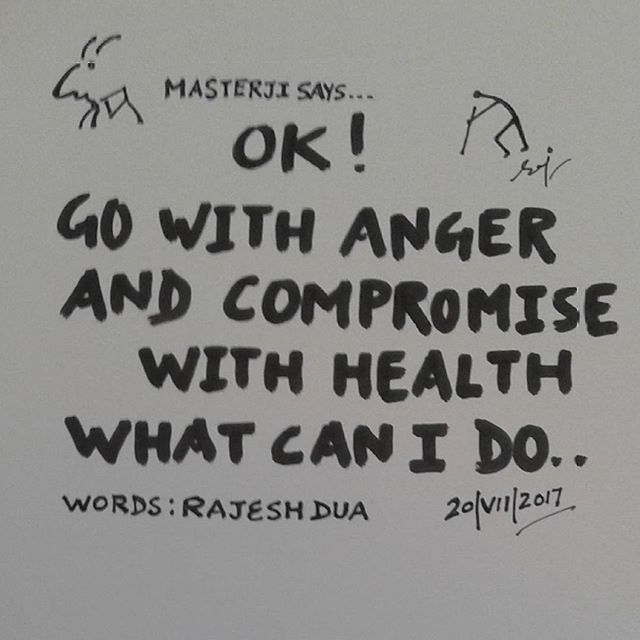 MASTERJI SAYS...
OK!
GO WITH ANGER
AND COMPROMISE
WITH HEALTH
WHAT CAN I DO..
WORDS: RAJESH DUA
20/VII/2017